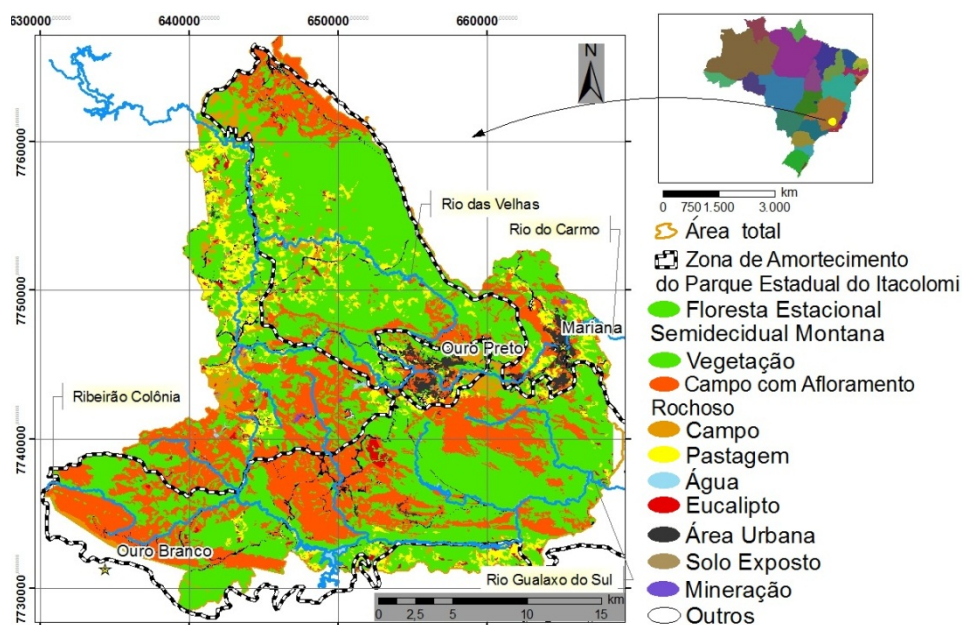 630000 640000 650000 660000
N
7760000
7750000
7740000
7730000
Rio das Velhas
Rio do Carmo
Mariana
Ouro Preto
Ribeirão Colônia
Ouro Branco
Rio Gualaxo do Sul
km
0 2,5 5 10 15
km
0 750 1.500 3.000
Área total
Zona de Amortecimento
do Parque Estadual do Itacolomi
Floresta Estacional
Semidecidual Montana
Vegetação
Campo com Afloramento
Rochoso
Campo
Pastagem
Água
Eucalipto
Área Urbana
Solo Exposto
Mineração
Outros